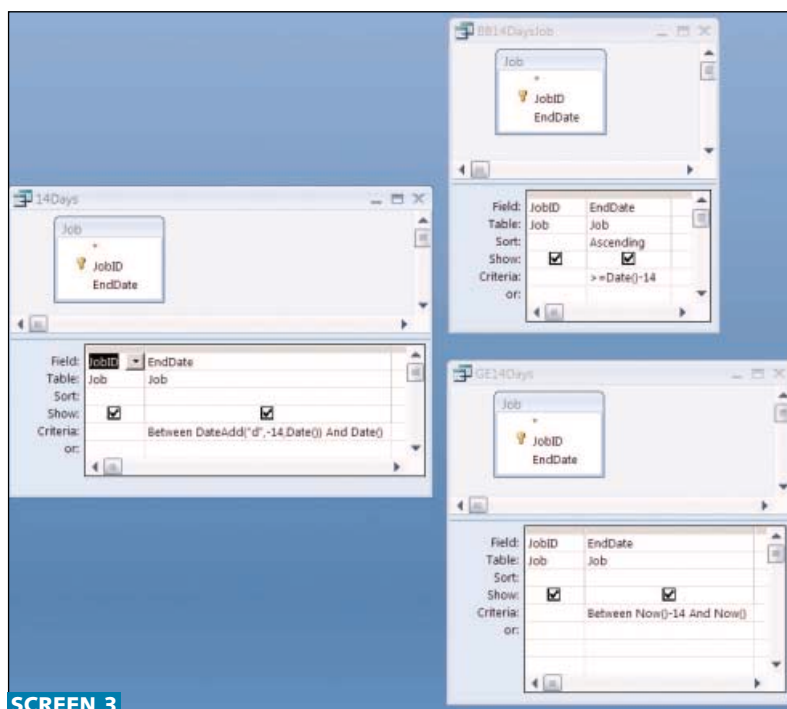 BB14DaysJob
Job
*
JobID
EndDate
Field: JobID EndDate
Table: Job Job
Sort: Ascending
Show:
Criteria: >=Date()-14
or:
14Days
Job
*
JobID
EndDate
Field: JobID EndDate
Table: Job Job
Sort:
Show:
Criteria: Between DateAdd("d",-14,Date()) And Date()
or:
GE14Days
Job
*
JobID
EndDate
Field: JobID EndDate
Table: Job Job
Sort:
Show:
Criteria: Between Now()-14 And Now()
or:
SCREEN 3